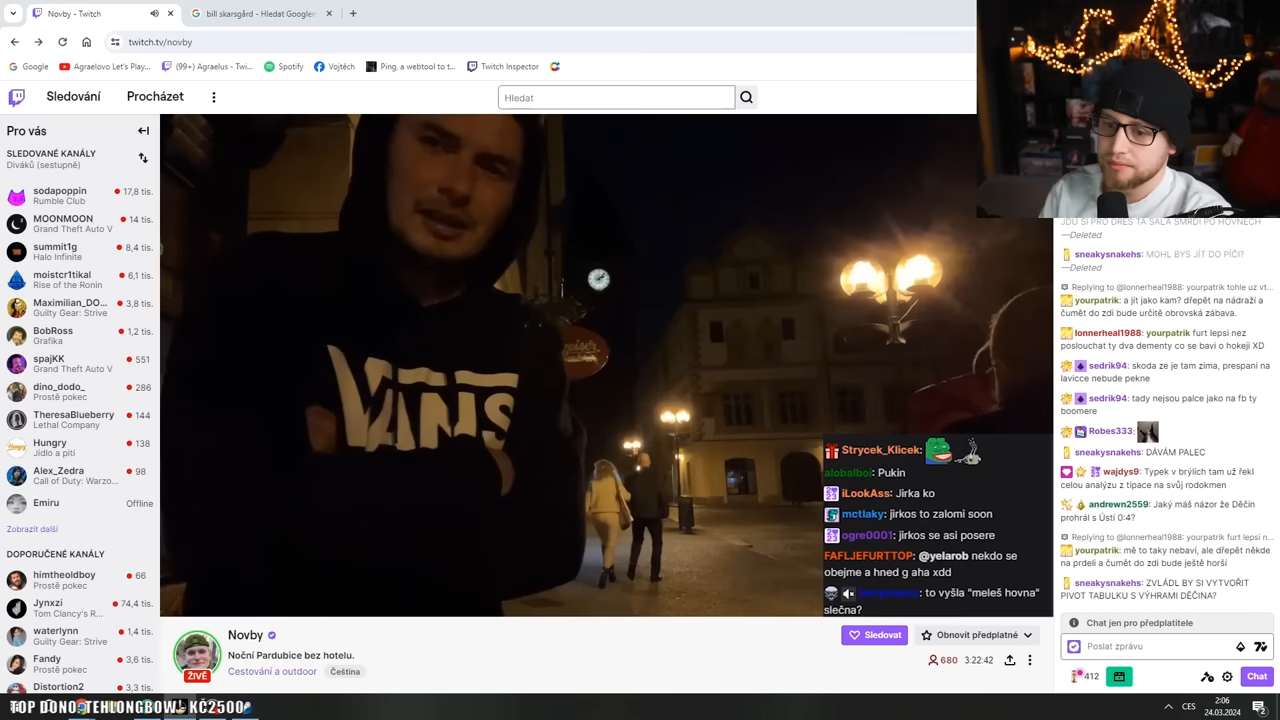 Novby - Twitch
bill skarsgård - Hledat Googlem
twitch.tv/novby
Google
Agraelovo Let's Play...
(99+) Agraelus - Twi...
Spotify
Vojtěch
Ping, a webtool to t...
Twitch Inspector
Sledování
Procházet
Hledat
Pro vás
SLEDOVANÉ KANÁLY
Diváků (sestupně)
sodapoppin
17,8 tis.
Rumble Club
MOONMOON
14 tis.
Grand Theft Auto V
summit1g
8,4 tis.
Halo Infinite
moistcr1tikal
6,1 tis.
Rise of the Ronin
Maximilian_DO...
3,8 tis.
Guilty Gear: Strive
BobRoss
1,2 tis.
Grafika
spajKK
551
Grand Theft Auto V
dino_dodo_
286
Prostě pokec
TheresaBlueberry
144
Lethal Company
Hungry
138
Jídlo a pití
Alex_Zedra
98
Call of Duty: Warzo...
Emiru
Offline
Zobrazit další
DOPORUČENÉ KANÁLY
himtheoldboy
66
Prostě pokec
Jynxzi
74,4 tis.
Tom Clancy's R...
waterlynn
1,4 tis.
Guilty Gear: Strive
Fandy
3,6 tis.
Prostě pokec
Distortion2
3,3 tis.
VANS
Strycek_Klicek:
alobalboi: Pukin
iLookAss: Jirka ko
mctlaky: jirkos to zalomi soon
ogre0001: jirkos se asi posere
FAFLJEFURTTOP: @yelarob nekdo se
obejme a hned g aha xdd
: to vyšla "meleš hovna"
slečna?
JDU SI PRO DRES TA SÁLA SMRDÍ PO HOVNECH
—Deleted
sneakysnakehs: MOHL BYS JÍT DO PÍČI?
—Deleted
Replying to @lonnerheal1988: yourpatrik tohle uz vt...
yourpatrik: a jít jako kam? dřepět na nádraží a
čumět do zdi bude určitě obrovská zábava.
lonnerheal1988: yourpatrik furt lepsi nez
poslouchat ty dva dementy co se bavi o hokeji XD
sedrik94: skoda ze je tam zima, prespani na
lavicce nebude pekne
sedrik94: tady nejsou palce jako na fb ty
boomere
Robes333:
sneakysnakehs: DÁVÁM PALEC
wajdys9: Typek v brýlích tam už řekl
celou analýzu z tipace na svůj rodokmen
andrewn2559: Jaký máš názor že Děčín
prohrál s Ústí 0:4?
Replying to @lonnerheal1988: yourpatrik furt lepsi n...
yourpatrik: mě to taky nebaví, ale dřepět někde
na prdeli a čumět do zdi bude ještě horší
sneakysnakehs: ZVLÁDL BY SI VYTVOŘIT
PIVOT TABULKU S VÝHRAMI DĚČINA?
Chat jen pro předplatitele
Poslat zprávu
412
Chat
Novby
Noční Pardubice bez hotelu.
Cestování a outdoor
Čeština
ŽIVĚ
Sledovat
Obnovit předplatné
680
3:22:42
TOP DONO: TEHLONGBOW - KČ2500
CES
2:06
24.03.2024
2